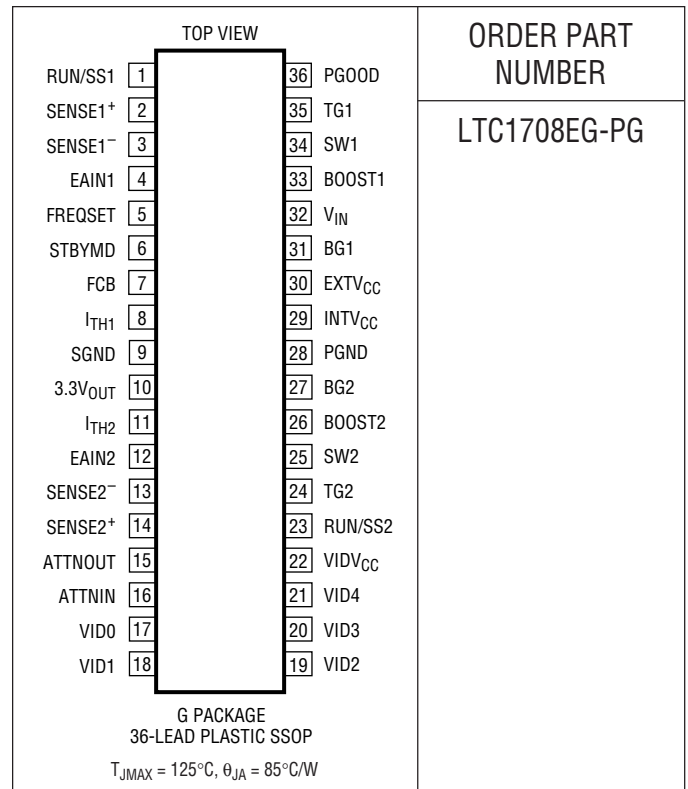 TOP VIEW
ORDER PART
NUMBER
LTC1708EG-PG
RUN/SS1 1 36 PGOOD
SENSE1⁺ 2 35 TG1
SENSE1⁻ 3 34 SW1
EAIN1 4 33 BOOST1
FREQSET 5 32 VIN
STBYMD 6 31 BG1
FCB 7 30 EXTVCC
ITH1 8 29 INTVCC
SGND 9 28 PGND
3.3VOUT 10 27 BG2
ITH2 11 26 BOOST2
EAIN2 12 25 SW2
SENSE2⁻ 13 24 TG2
SENSE2⁺ 14 23 RUN/SS2
ATTNOUT 15 22 VIDVCC
ATTNIN 16 21 VID4
VID0 17 20 VID3
VID1 18 19 VID2
G PACKAGE
36-LEAD PLASTIC SSOP
TJMAX = 125°C, θJA = 85°C/W